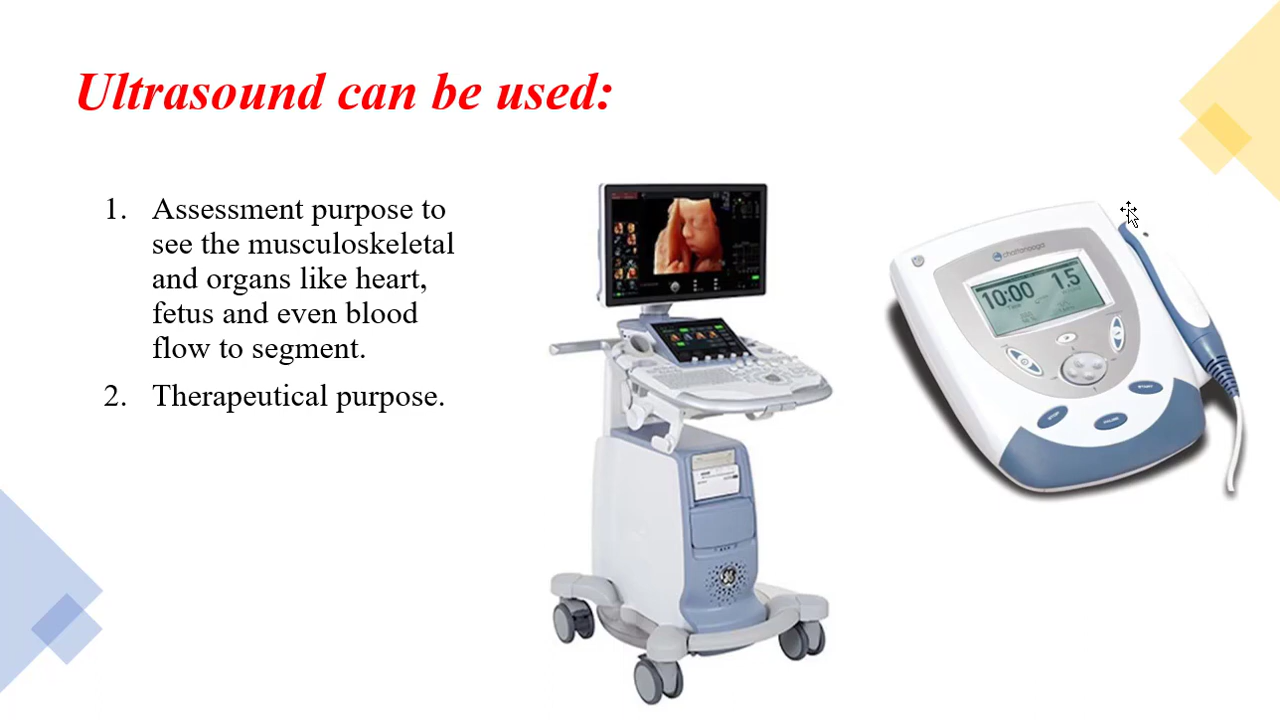 Ultrasound can be used:
1. Assessment purpose to
see the musculoskeletal
and organs like heart,
fetus and even blood
flow to segment.
2. Therapeutical purpose.
chattanooga
10:00 1.5